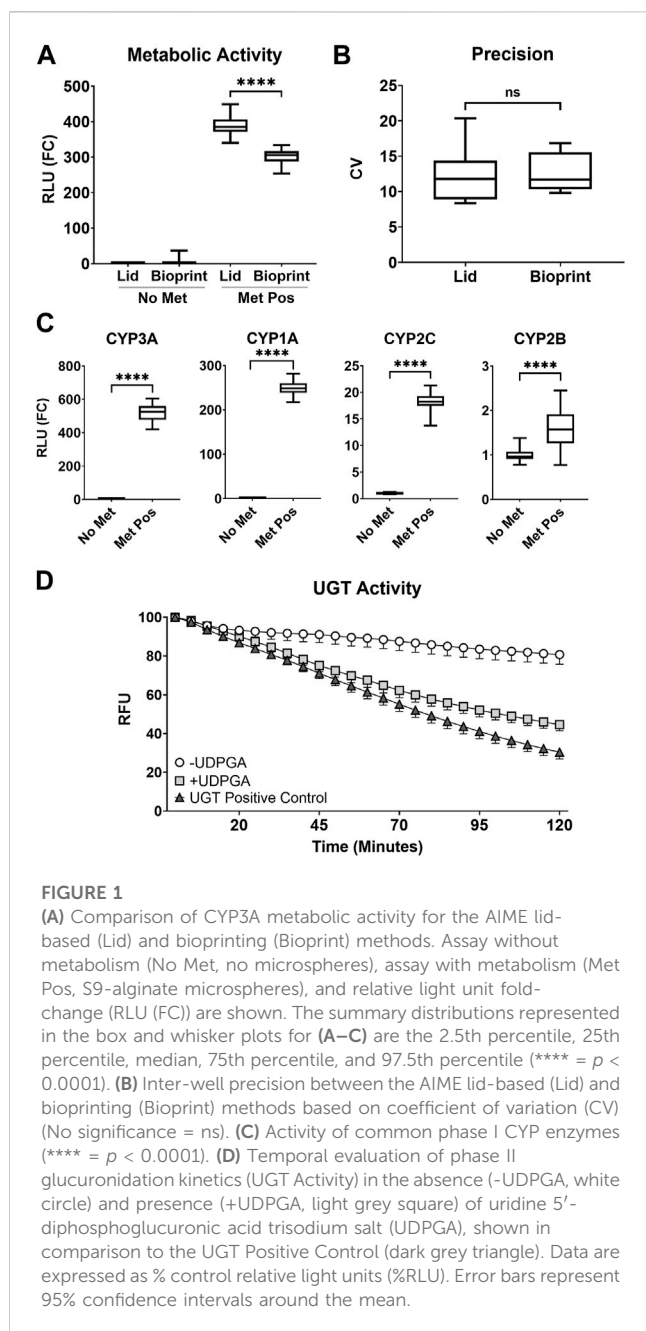 A
Metabolic Activity
****
RLU (FC)
500
400
300
200
100
0
Lid Bioprint Lid Bioprint
No Met Met Pos
B
Precision
ns
CV
25
20
15
10
5
0
Lid Bioprint
C
CYP3A
****
RLU (FC)
800
600
400
200
0
No Met Met Pos
CYP1A
****
300
200
100
0
No Met Met Pos
CYP2C
****
25
20
15
10
5
0
No Met Met Pos
CYP2B
****
3
2
1
0
No Met Met Pos
D
UGT Activity
RFU
100
80
60
40
20
0
-UDPGA
+UDPGA
UGT Positive Control
20 45 70 95 120
Time (Minutes)
FIGURE 1
(A) Comparison of CYP3A metabolic activity for the AIME lid-
based (Lid) and bioprinting (Bioprint) methods. Assay without
metabolism (No Met, no microspheres), assay with metabolism (Met
Pos, S9-alginate microspheres), and relative light unit fold-
change (RLU (FC)) are shown. The summary distributions represented
in the box and whisker plots for (A–C) are the 2.5th percentile, 25th
percentile, median, 75th percentile, and 97.5th percentile (**** = p <
0.0001). (B) Inter-well precision between the AIME lid-based (Lid) and
bioprinting (Bioprint) methods based on coefficient of variation (CV)
(No significance = ns). (C) Activity of common phase I CYP enzymes
(**** = p < 0.0001). (D) Temporal evaluation of phase II
glucuronidation kinetics (UGT Activity) in the absence (-UDPGA, white
circle) and presence (+UDPGA, light grey square) of uridine 5′-
diphosphoglucuronic acid trisodium salt (UDPGA), shown in
comparison to the UGT Positive Control (dark grey triangle). Data are
expressed as % control relative light units (%RLU). Error bars represent
95% confidence intervals around the mean.